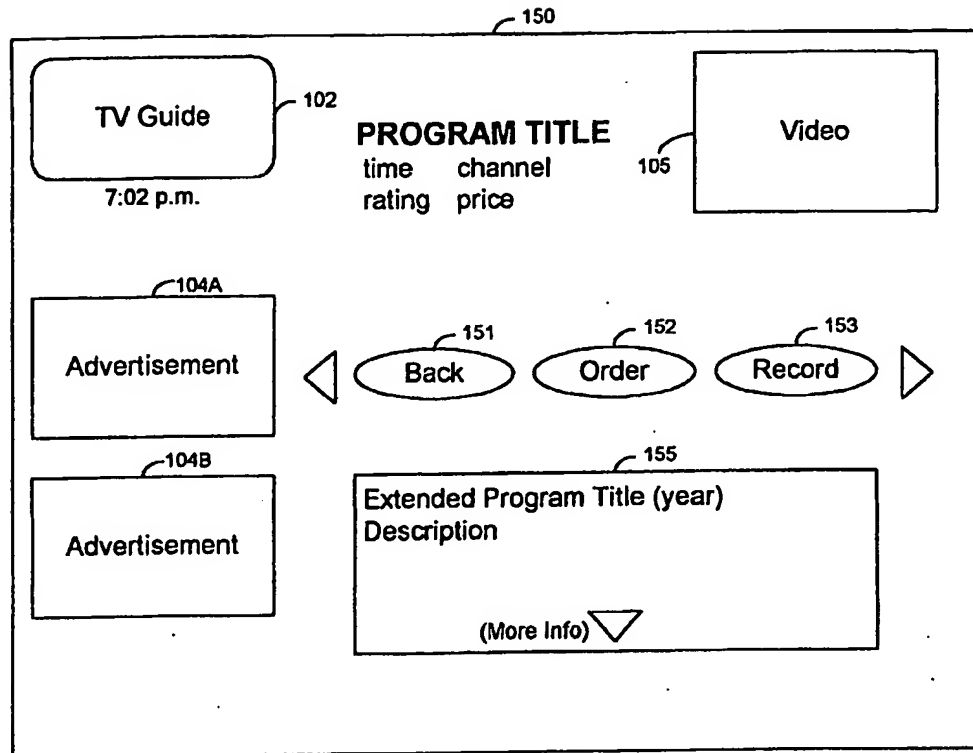 150
TV Guide
102
7:02 p.m.
PROGRAM TITLE
time channel
rating price
105
Video
104A
Advertisement
151
Back
152
Order
153
Record
104B
Advertisement
155
Extended Program Title (year)
Description
(More Info)